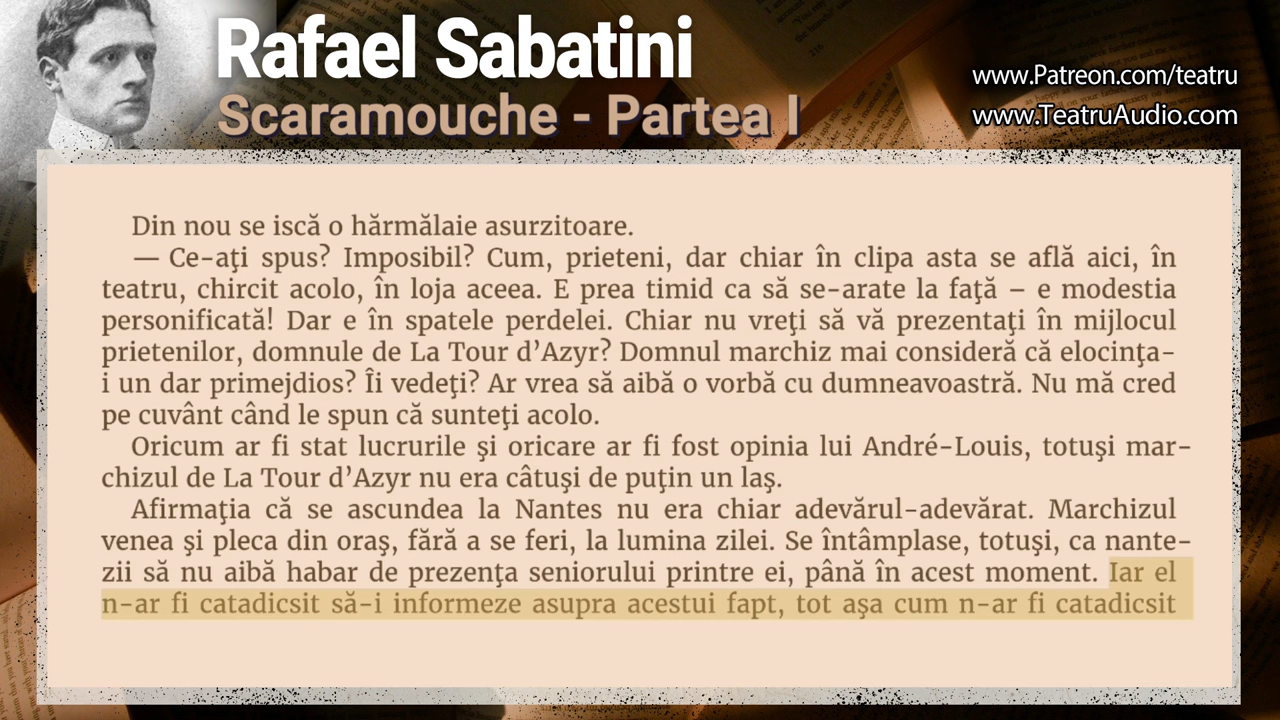 Rafael Sabatini
Scaramouche - Partea I
www.Patreon.com/teatru
www.TeatruAudio.com
Din nou se iscă o hărmălaie asurzitoare.
— Ce-aţi spus? Imposibil? Cum, prieteni, dar chiar în clipa asta se află aici, în
teatru, chircit acolo, în loja aceea. E prea timid ca să se-arate la faţă – e modestia
personificată! Dar e în spatele perdelei. Chiar nu vreţi să vă prezentaţi în mijlocul
prietenilor, domnule de La Tour d’Azyr? Domnul marchiz mai consideră că elocinţa-
i un dar primejdios? Îi vedeţi? Ar vrea să aibă o vorbă cu dumneavoastră. Nu mă cred
pe cuvânt când le spun că sunteţi acolo.
Oricum ar fi stat lucrurile şi oricare ar fi fost opinia lui André-Louis, totuşi mar-
chizul de La Tour d’Azyr nu era câtuşi de puţin un laş.
Afirmaţia că se ascundea la Nantes nu era chiar adevărul-adevărat. Marchizul
venea şi pleca din oraş, fără a se feri, la lumina zilei. Se întâmplase, totuşi, ca nante-
zii să nu aibă habar de prezenţa seniorului printre ei, până în acest moment. Iar el
n-ar fi catadicsit să-i informeze asupra acestui fapt, tot aşa cum n-ar fi catadicsit